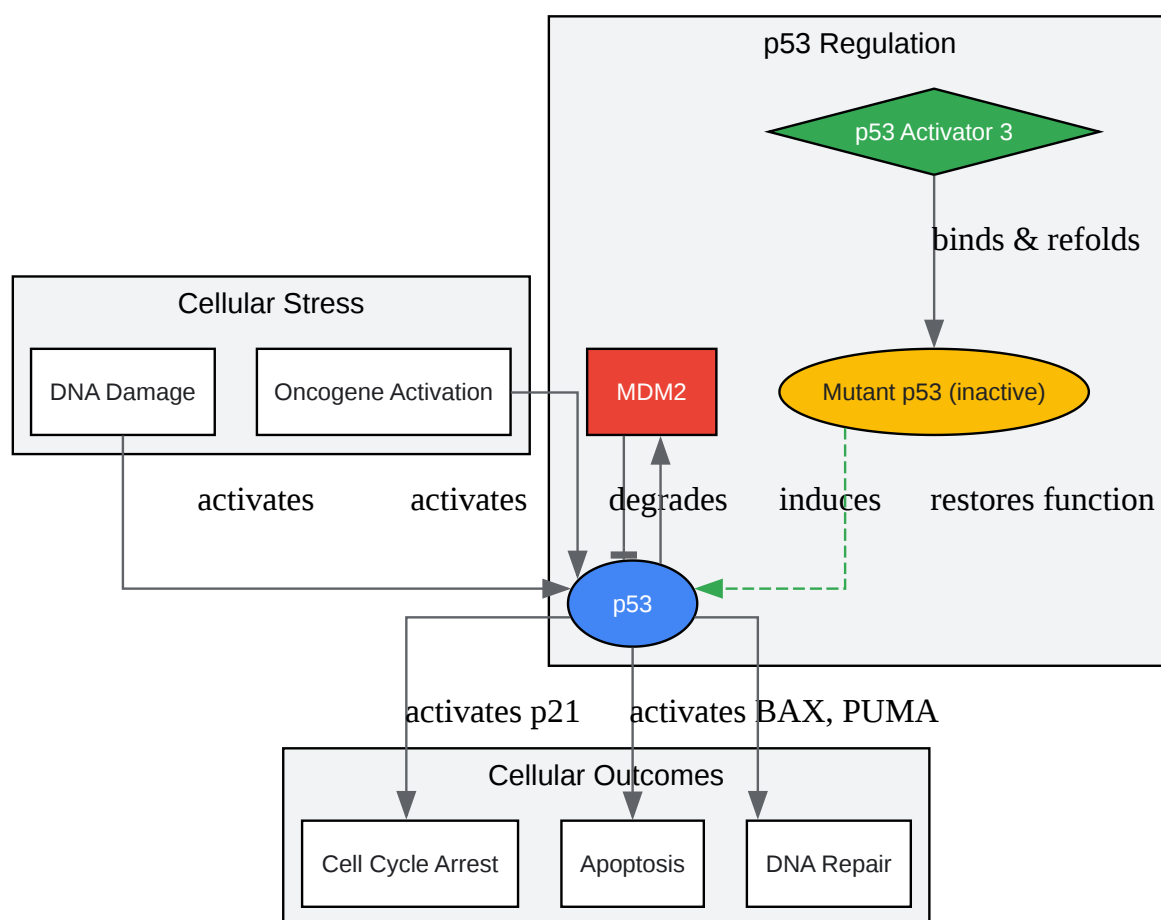 p53 Regulation
p53 Activator 3
binds & refolds
Cellular Stress
DNA Damage
Oncogene Activation
MDM2
Mutant p53 (inactive)
activates
activates
degrades
induces
restores function
p53
activates p21
activates BAX, PUMA
Cellular Outcomes
Cell Cycle Arrest
Apoptosis
DNA Repair